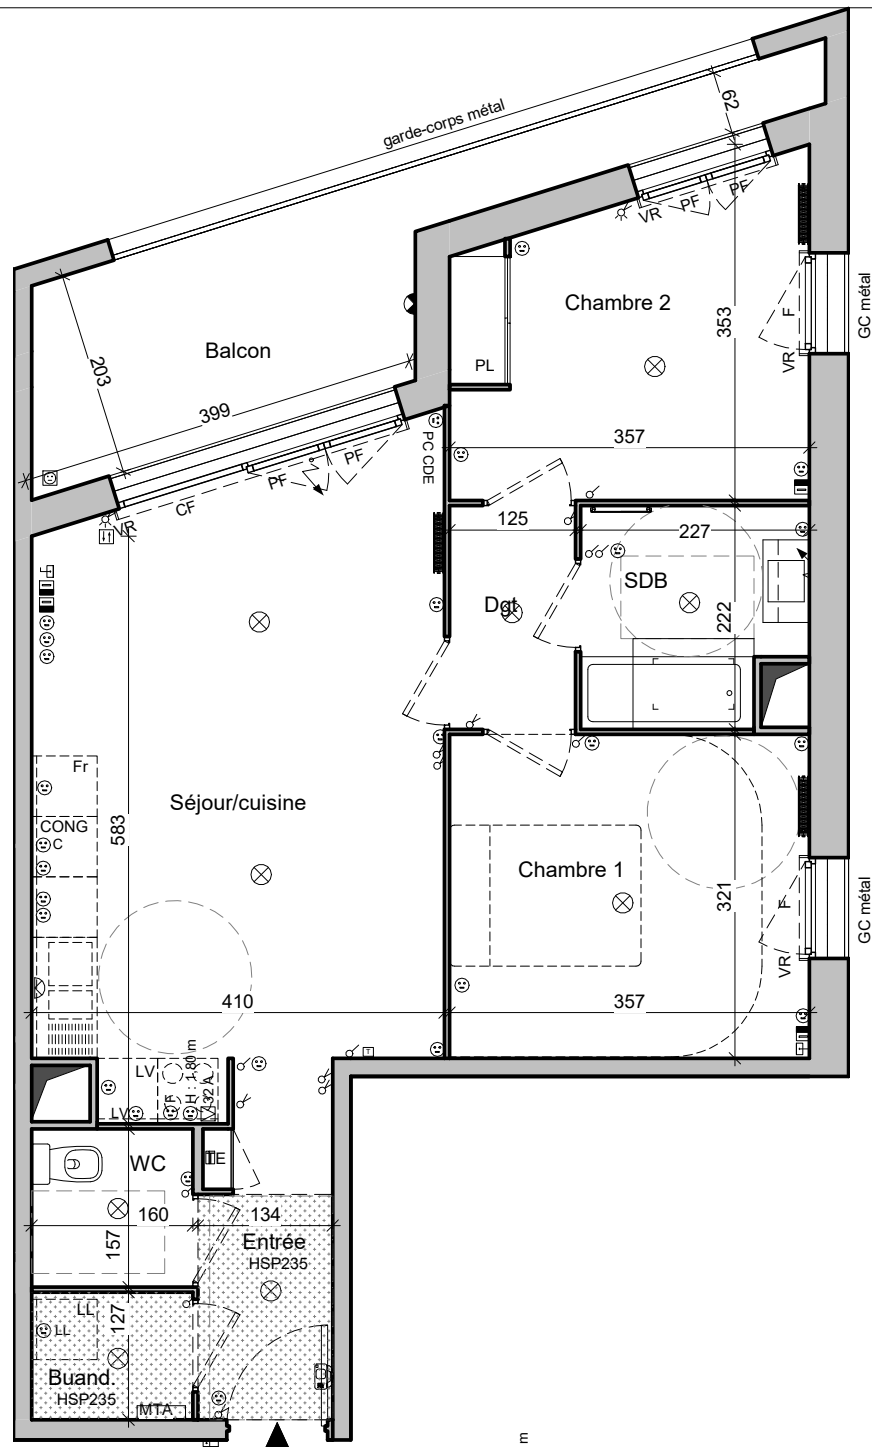 garde-corps métal
62
VR
PF
PF
GC métal
Chambre 2
353
F
VR
PL
357
Balcon
203
399
CF
PF
PF
VR
PC CDE
125
227
SDB
Dgt
222
Fr
CONG
C
583
Séjour/cuisine
Chambre 1
321
F
VR
GC métal
410
357
T
LV
LV
H : 1,80 m
32 A
TE
WC
160
134
157
Entrée
HSP235
LL
LL
127
Buand.
HSP235
MTA
m